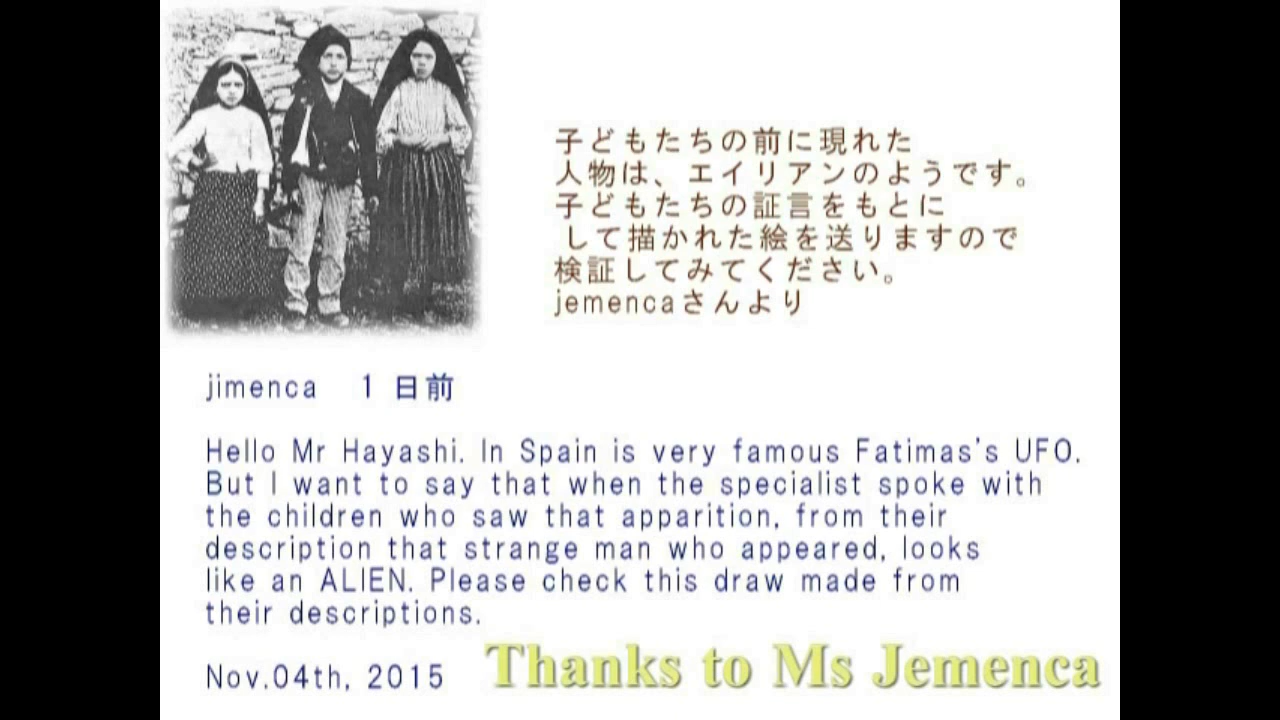 子どもたちの前に現れた
人物は、エイリアンのようです。
子どもたちの証言をもとに
して描かれた絵を送りますので
検証してみてください。
jemencaさんより
jimenca 1 日前
Hello Mr Hayashi. In Spain is very famous Fatimas's UFO.
But I want to say that when the specialist spoke with
the children who saw that apparition, from their
description that strange man who appeared, looks
like an ALIEN. Please check this draw made from
their descriptions.
Nov.04th, 2015
Thanks to Ms Jemenca